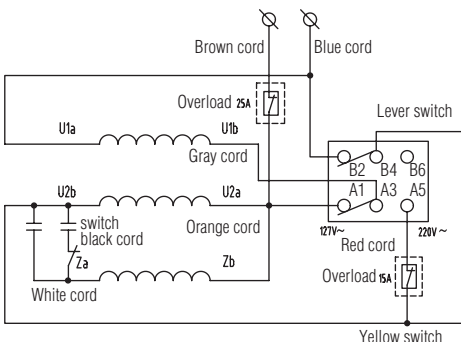 Brown cord
Blue cord
Overload 25A
Lever switch
U1a
U1b
Gray cord
B2 B4 B6
A1 A3 A5
U2b
U2a
switch
black cord
Orange cord
127V~
220V~
Red cord
Za
Zb
Overload 15A
White cord
Yellow switch